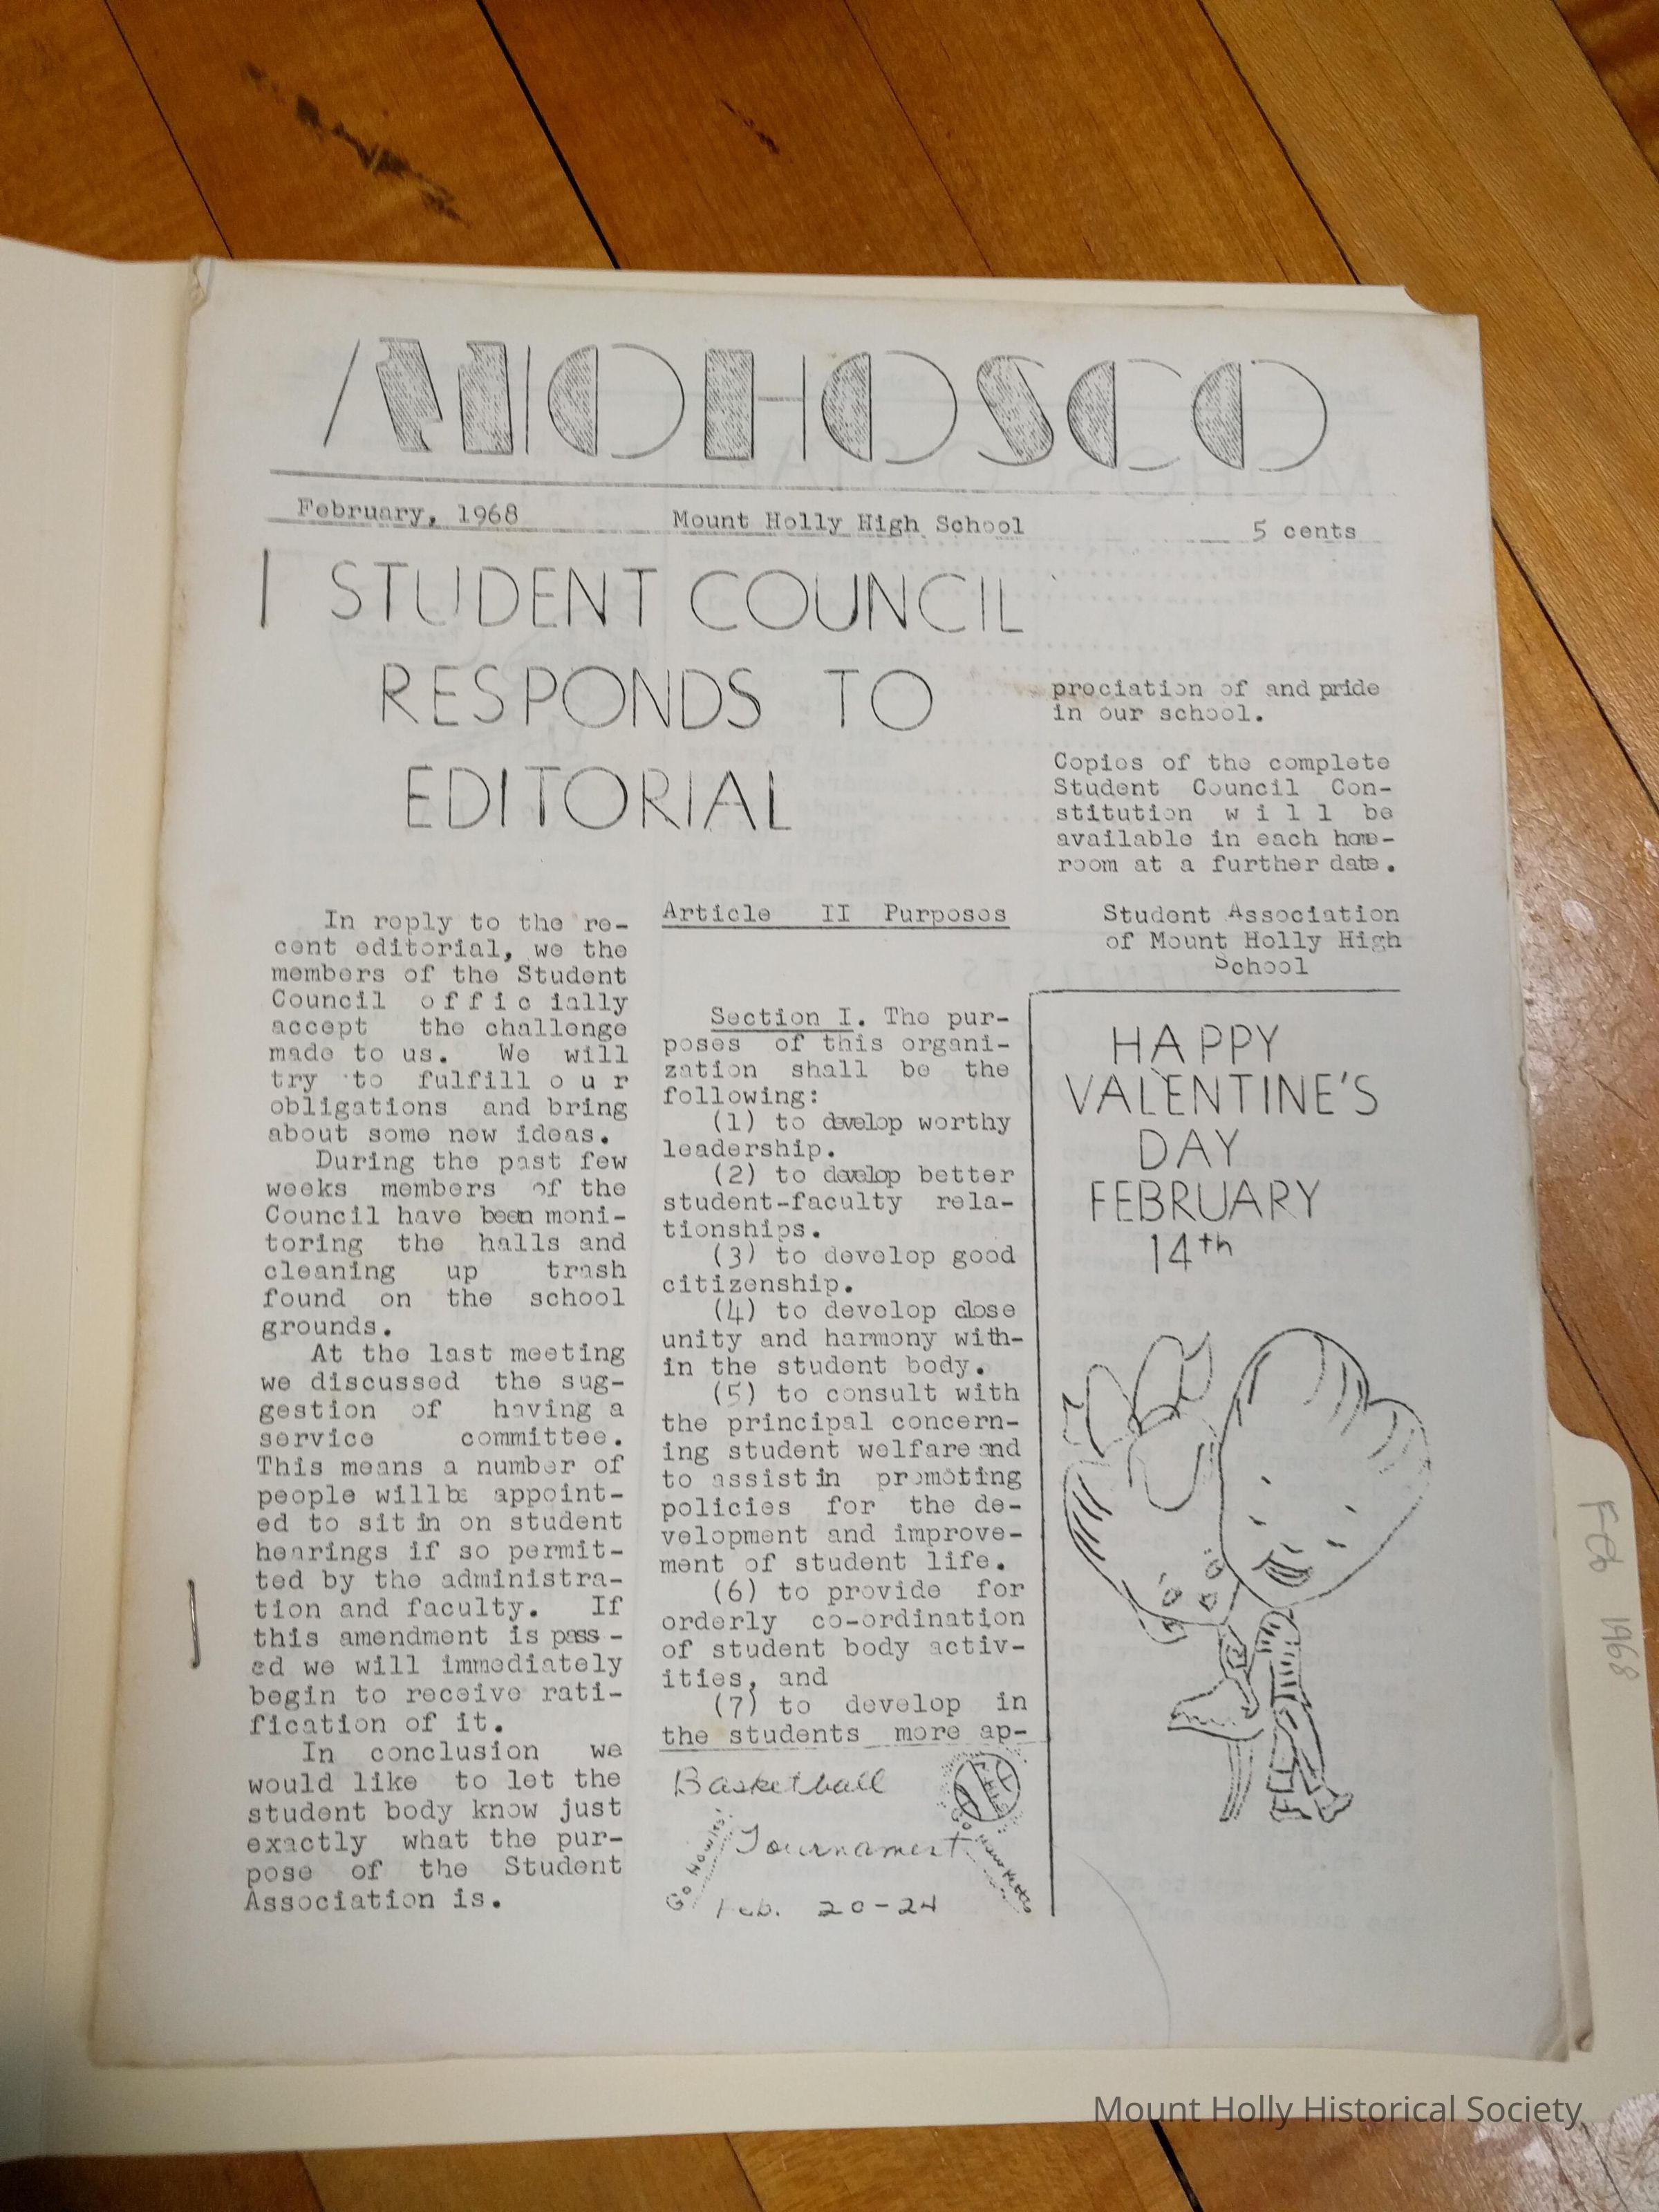 MOHOSCO
February, 1968 Mount Holly High School 5 cents
STUDENT COUNCIL
RESPONDS TO
EDITORIAL
In reply to the re-
cent editorial, we the
members of the Student
Council officially
accept the challenge
made to us. We will
try to fulfill our
obligations and bring
about some new ideas.
During the past few
weeks members of the
Council have been moni-
toring the halls and
cleaning up trash
found on the school
grounds.
At the last meeting
we discussed the sug-
gestion of having a
service committee.
This means a number of
people will be appoint-
ed to sit in on student
hearings if so permit-
ted by the administra-
tion and faculty. If
this amendment is pass-
ed we will immediately
begin to receive rati-
fication of it.
In conclusion we
would like to let the
student body know just
exactly what the pur-
pose of the Student
Association is.
Article II Purposes
Section I. The pur-
poses of this organi-
zation shall be the
following:
(1) to develop worthy
leadership.
(2) to develop better
student-faculty rela-
tionships.
(3) to develop good
citizenship.
(4) to develop close
unity and harmony with-
in the student body.
(5) to consult with
the principal concern-
ing student welfare and
to assist in promoting
policies for the de-
velopment and improve-
ment of student life.
(6) to provide for
orderly co-ordination
of student body activ-
ities, and
(7) to develop in
the students more ap-
Basketball
Tournament
Feb. 20-24
Go Hawks!
Go Hawkettes
prociation of and pride
in our school.
Copies of the complete
Student Council Con-
stitution will be
available in each home-
room at a further date.
Student Association
of Mount Holly High
School
HAPPY
VALENTINE'S
DAY
FEBRUARY
14th
Feb 1968
Mount Holly Historical Society